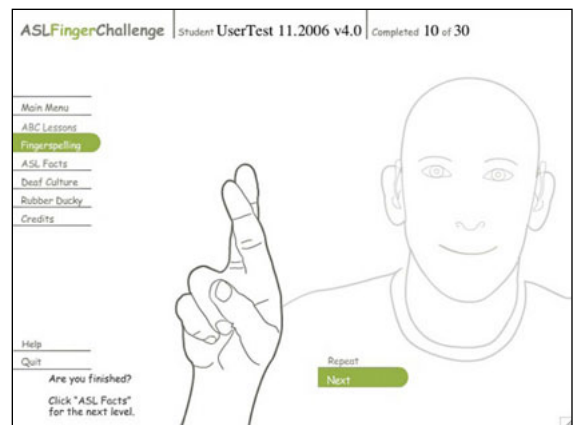 ASLFingerChallenge Student UserTest 11.2006 v4.0 Completed 10 of 30
Main Menu
ABC Lessons
Fingerspelling
ASL Facts
Deaf Culture
Rubber Ducky
Credits
Help
Quit
Are you finished?
Click "ASL Facts"
for the next level.
Repeat
Next